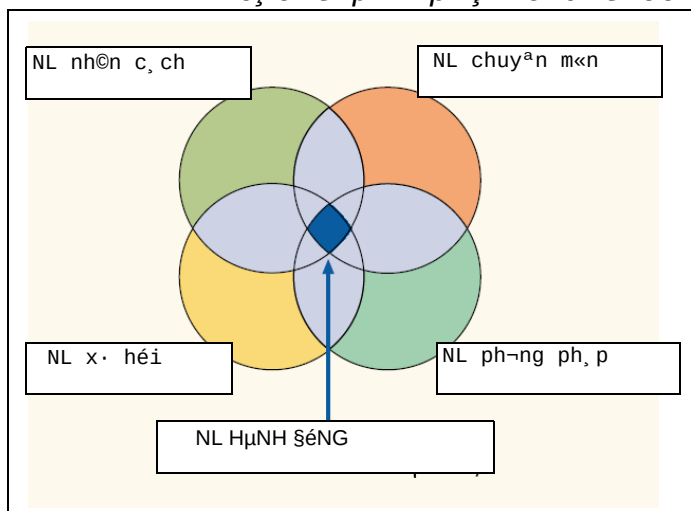 NL nh©n c¸ch
NL chuyªn m«n
NL x· héi
NL ph­¬ng ph¸p
NL HµNH §éNG